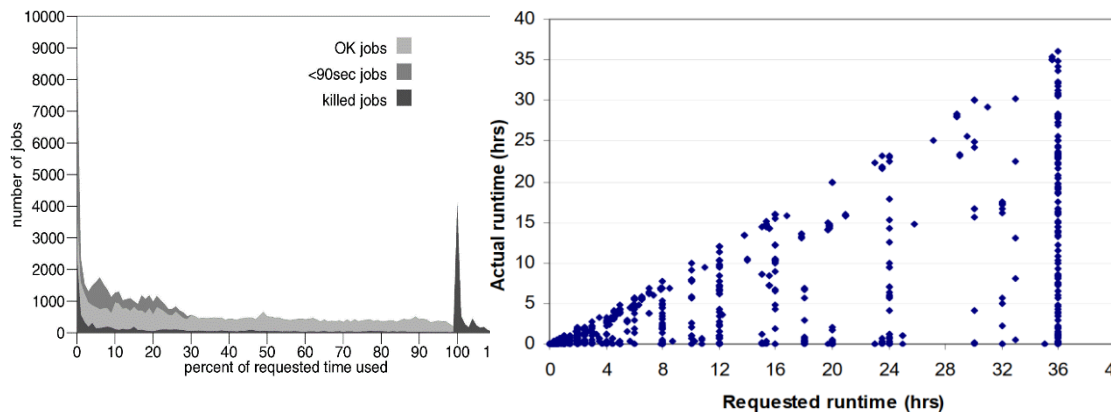 10000
9000
8000
7000
6000
5000
4000
3000
2000
1000
0
number of jobs
OK jobs
<90sec jobs
killed jobs
0 10 20 30 40 50 60 70 80 90 100 1
percent of requested time used
40
35
30
25
20
15
10
5
0
Actual runtime (hrs)
0 4 8 12 16 20 24 28 32 36 4
Requested runtime (hrs)